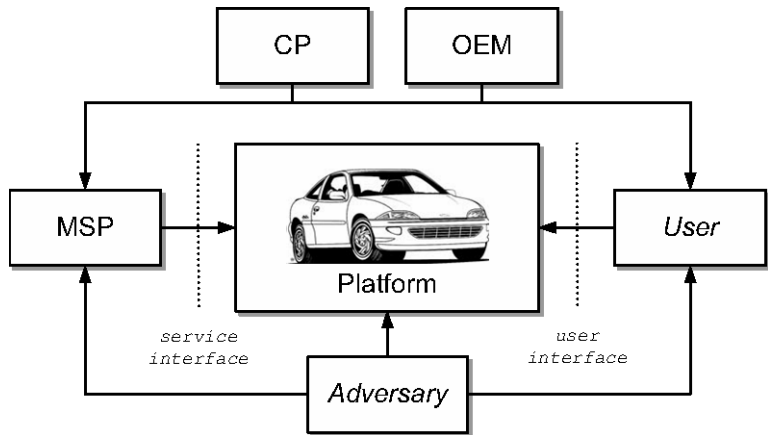 CP
OEM
MSP
Platform
User
service
interface
user
interface
Adversary